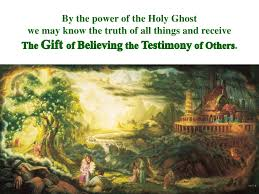 By the power of the Holy Ghost
we may know the truth of all things and receive
The Gift of Believing the Testimony of Others.